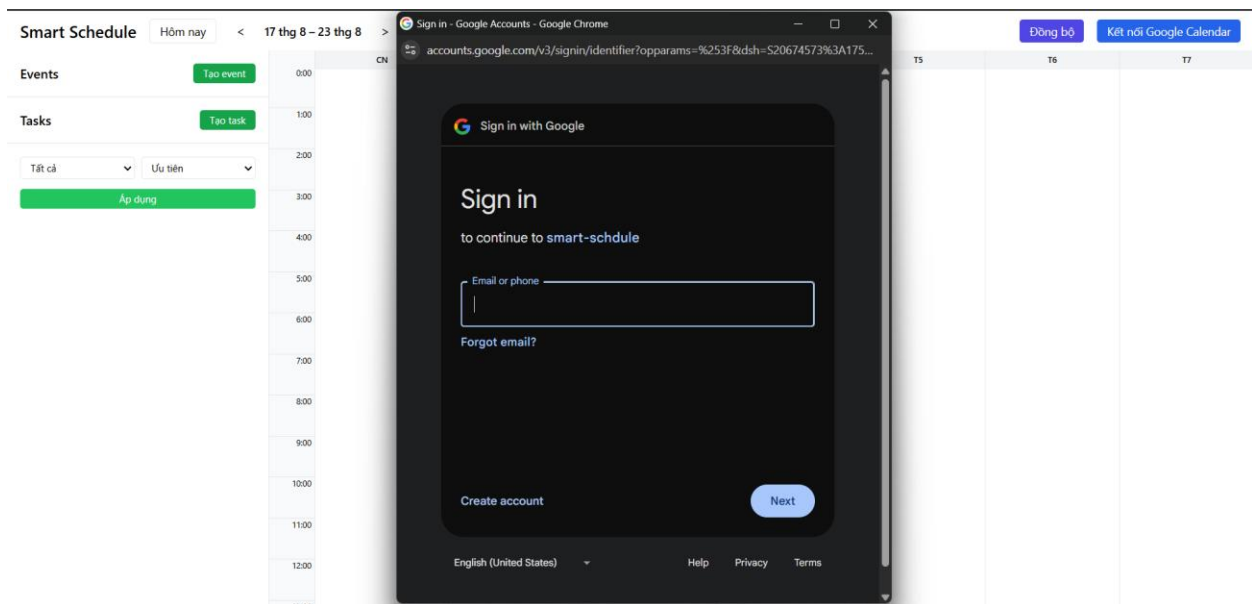 Smart Schedule Hôm nay < 17 thg 8 – 23 thg 8 >
Đồng bộ Kết nối Google Calendar
Events Tạo event
Tasks Tạo task
Tất cả Ưu tiên
Áp dụng
CN T5 T6 T7
0:00
1:00
2:00
3:00
4:00
5:00
6:00
7:00
8:00
9:00
10:00
11:00
12:00
Sign in - Google Accounts - Google Chrome
accounts.google.com/v3/signin/identifier?opparams=%253F&dsh=S20674573%3A175...
Sign in with Google
Sign in
to continue to smart-schdule
Email or phone
Forgot email?
Create account Next
English (United States) Help Privacy Terms